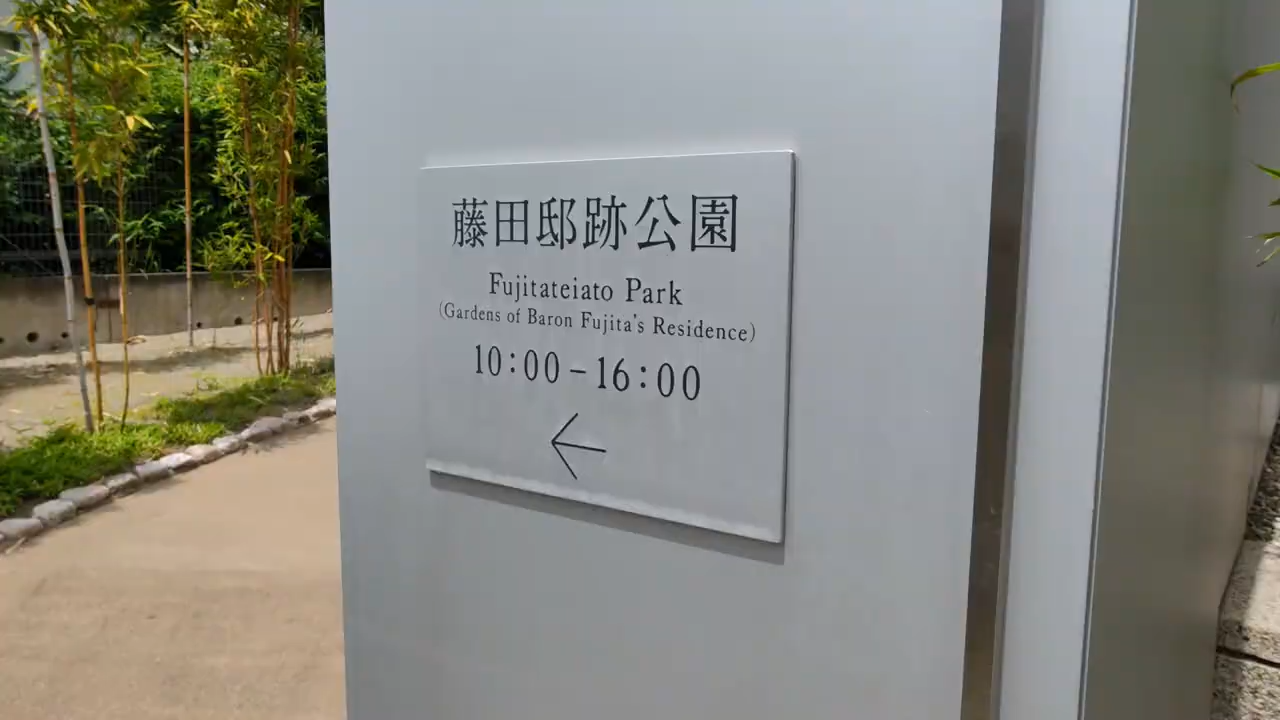 藤田邸跡公園
Fujitateiato Park
(Gardens of Baron Fujita's Residence)
10:00－16:00
←